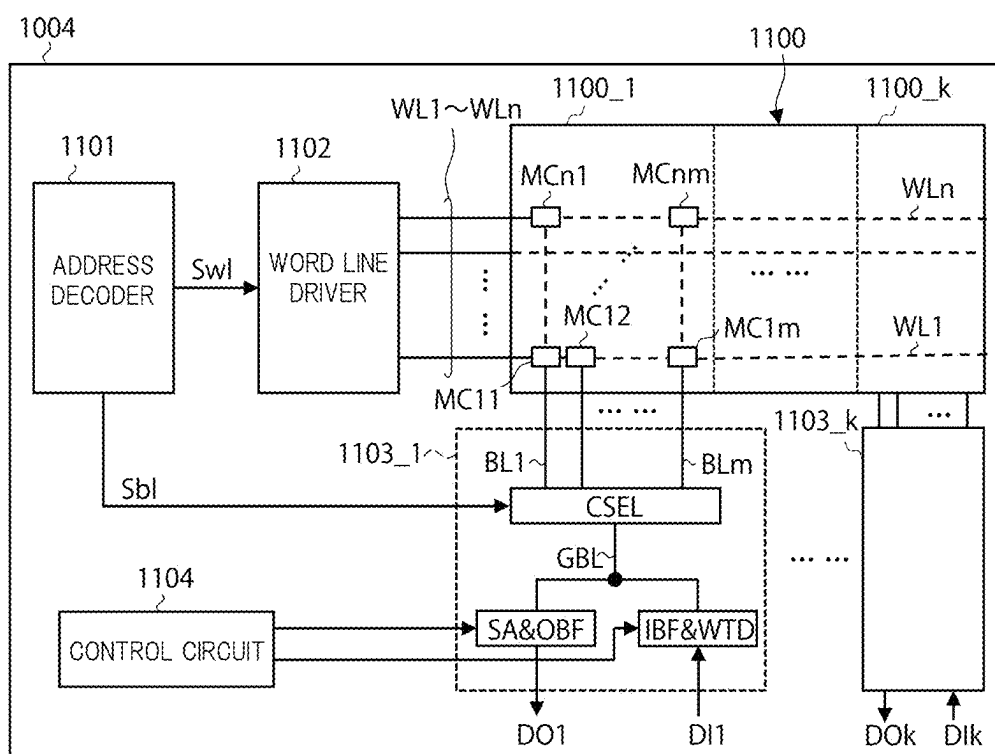 1004
1100
1100_1
1100_k
WL1~WLn
1101
1102
MCn1
MCnm
WLn
ADDRESS
DECODER
Swl
WORD LINE
DRIVER
⋮
⋮
⋰
⋰
... ...
MC12
MC1m
WL1
MC11
... ...
...
1103_1
1103_k
BL1
BLm
Sbl
CSEL
GBL
... ...
1104
CONTROL CIRCUIT
SA&OBF
IBF&WTD
DO1
DI1
DOk
DIk